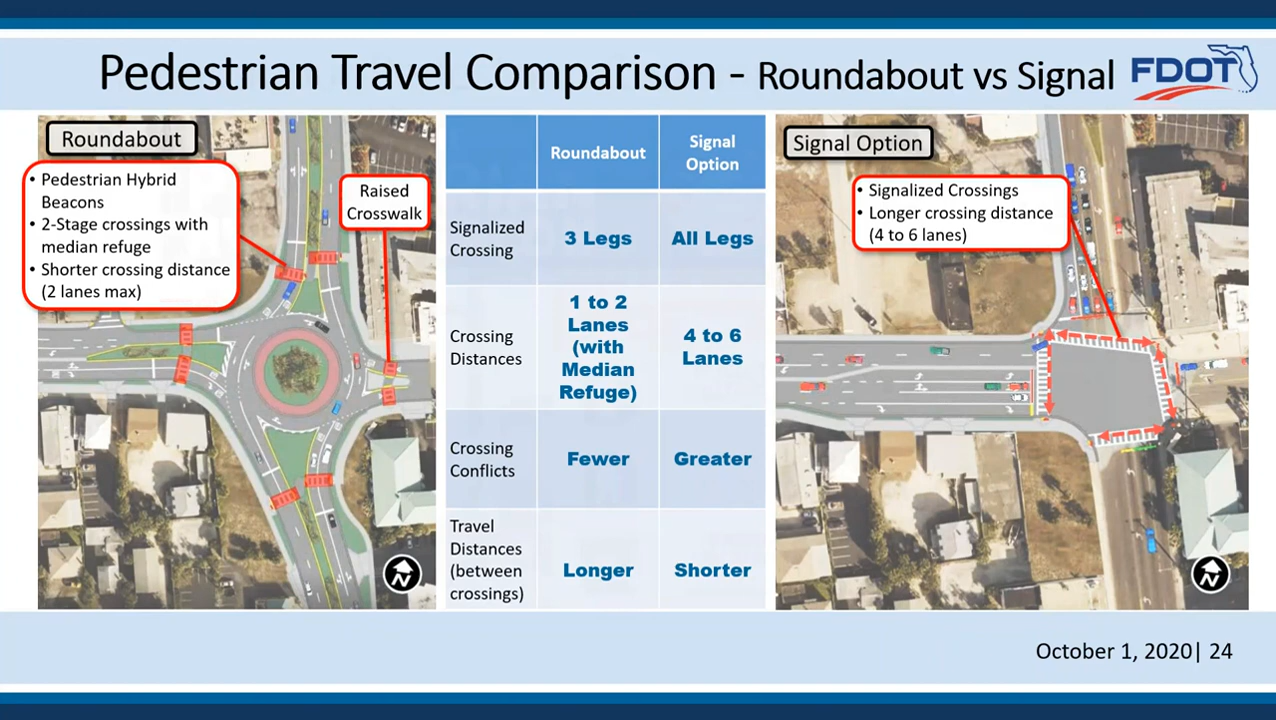 Pedestrian Travel Comparison - Roundabout vs Signal
FDOT
Roundabout
• Pedestrian Hybrid
Beacons
• 2-Stage crossings with
median refuge
• Shorter crossing distance
(2 lanes max)
Raised
Crosswalk
Roundabout
Signal
Option
Signalized
Crossing
3 Legs
All Legs
Crossing
Distances
1 to 2
Lanes
(with
Median
Refuge)
4 to 6
Lanes
Crossing
Conflicts
Fewer
Greater
Travel
Distances
(between
crossings)
Longer
Shorter
Signal Option
• Signalized Crossings
• Longer crossing distance
(4 to 6 lanes)
N
N
October 1, 2020| 24